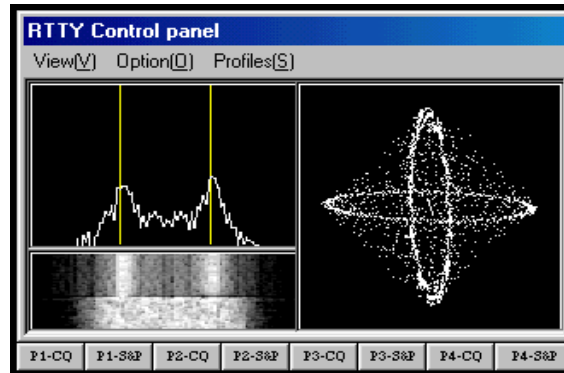 RTTY Control panel
View(V) Option(O) Profiles(S)
P1-CQ P1-S&P P2-CQ P2-S&P P3-CQ P3-S&P P4-CQ P4-S&P